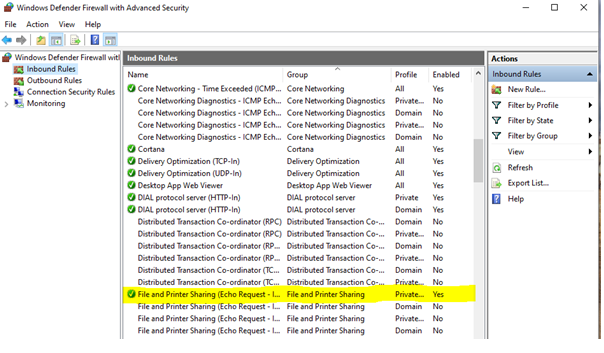 Windows Defender Firewall with Advanced Security
File Action View Help
Windows Defender Firewall with
Inbound Rules
Outbound Rules
Connection Security Rules
Monitoring
Inbound Rules
Name Group Profile Enabled
Core Networking - Time Exceeded (ICMP... Core Networking All Yes
Core Networking Diagnostics - ICMP Ech... Core Networking Diagnostics Private... No
Core Networking Diagnostics - ICMP Ech... Core Networking Diagnostics Domain No
Core Networking Diagnostics - ICMP Ech... Core Networking Diagnostics Private... No
Core Networking Diagnostics - ICMP Ech... Core Networking Diagnostics Domain No
Cortana Cortana All Yes
Delivery Optimization (TCP-In) Delivery Optimization All Yes
Delivery Optimization (UDP-In) Delivery Optimization All Yes
Desktop App Web Viewer Desktop App Web Viewer All Yes
DIAL protocol server (HTTP-In) DIAL protocol server Private Yes
DIAL protocol server (HTTP-In) DIAL protocol server Domain Yes
Distributed Transaction Co-ordinator (RPC) Distributed Transaction Co-... Domain No
Distributed Transaction Co-ordinator (RPC) Distributed Transaction Co-... Private... No
Distributed Transaction Co-ordinator (RP... Distributed Transaction Co-... Private... No
Distributed Transaction Co-ordinator (RP... Distributed Transaction Co-... Domain No
Distributed Transaction Co-ordinator (TC... Distributed Transaction Co-... Domain No
Distributed Transaction Co-ordinator (TC... Distributed Transaction Co-... Private... No
File and Printer Sharing (Echo Request - I... File and Printer Sharing Private... Yes
File and Printer Sharing (Echo Request - I... File and Printer Sharing Domain No
File and Printer Sharing (Echo Request - I... File and Printer Sharing Private... No
File and Printer Sharing (Echo Request - I... File and Printer Sharing Domain No
Actions
Inbound Rules
New Rule...
Filter by Profile
Filter by State
Filter by Group
View
Refresh
Export List...
Help